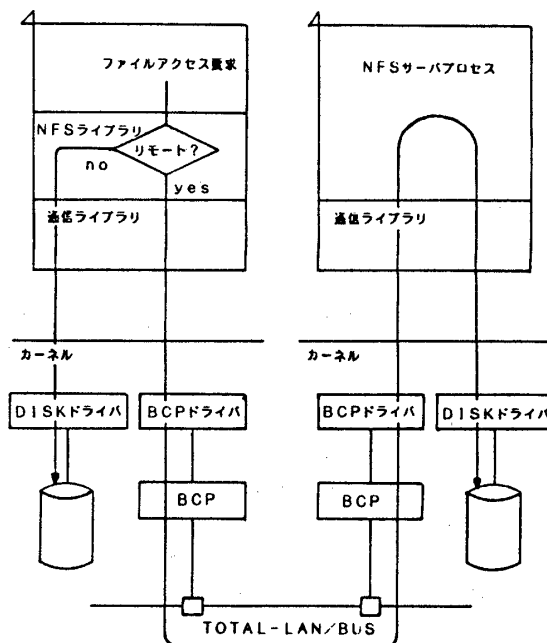 ファイルアクセス要求
NFSライブラリ
リモート?
no
yes
通信ライブラリ
カーネル
DISKドライバ
BCPドライバ
BCP
NFSサーバプロセス
通信ライブラリ
カーネル
BCPドライバ
DISKドライバ
BCP
TOTAL-LAN/BUS